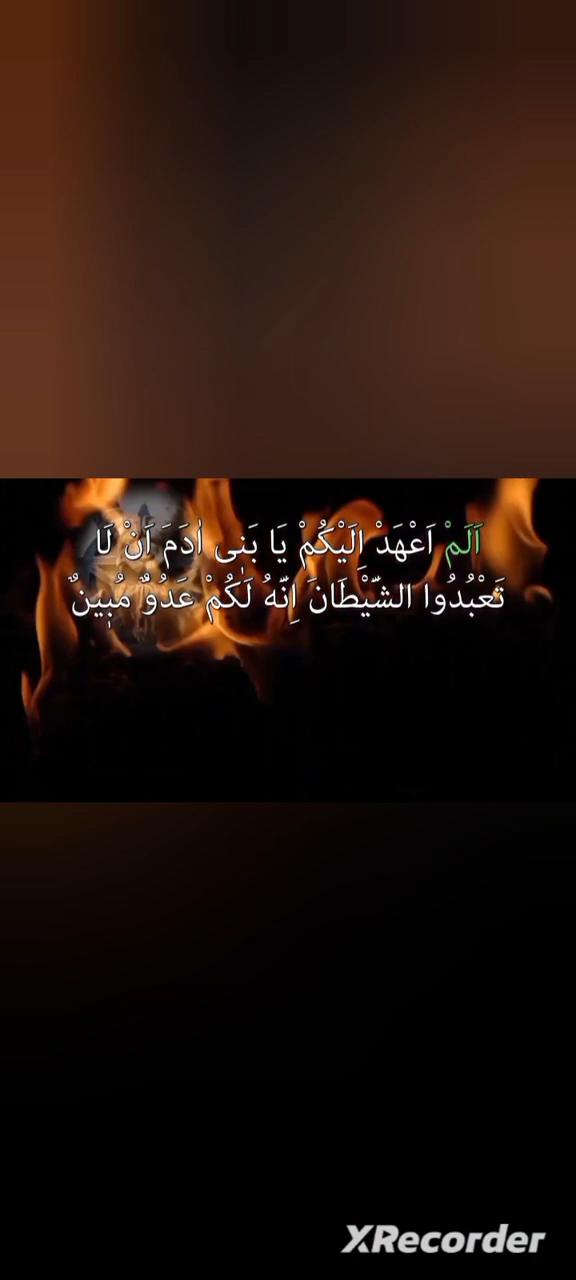 اَلَمْ اَعْهَدْ اِلَيْكُمْ يَا بَنٖى اٰدَمَ اَنْ لَا
تَعْبُدُوا الشَّيْطَانَ اِنَّهُ لَكُمْ عَدُوٌّ مُبٖينٌ
XRecorder